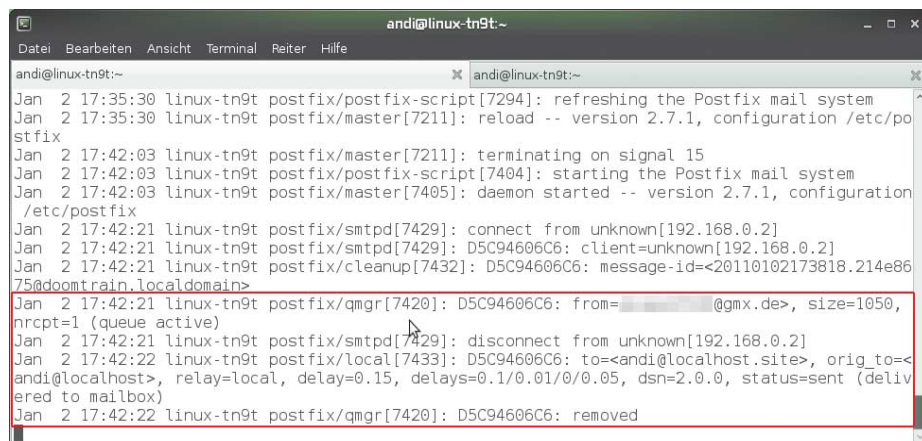 andi@linux-tn9t:~
Datei Bearbeiten Ansicht Terminal Reiter Hilfe
andi@linux-tn9t:~ andi@linux-tn9t:~
Jan  2 17:35:30 linux-tn9t postfix/postfix-script[7294]: refreshing the Postfix mail system
Jan  2 17:35:30 linux-tn9t postfix/master[7211]: reload -- version 2.7.1, configuration /etc/po
stfix
Jan  2 17:42:03 linux-tn9t postfix/master[7211]: terminating on signal 15
Jan  2 17:42:03 linux-tn9t postfix/postfix-script[7404]: starting the Postfix mail system
Jan  2 17:42:03 linux-tn9t postfix/master[7405]: daemon started -- version 2.7.1, configuration
 /etc/postfix
Jan  2 17:42:21 linux-tn9t postfix/smtpd[7429]: connect from unknown[192.168.0.2]
Jan  2 17:42:21 linux-tn9t postfix/smtpd[7429]: D5C94606C6: client=unknown[192.168.0.2]
Jan  2 17:42:21 linux-tn9t postfix/cleanup[7432]: D5C94606C6: message-id=<20110102173818.214e86
75@doomtrain.localdomain>
Jan  2 17:42:21 linux-tn9t postfix/qmgr[7420]: D5C94606C6: from= @gmx.de>, size=1050,
nrcpt=1 (queue active)
Jan  2 17:42:21 linux-tn9t postfix/smtpd[7429]: disconnect from unknown[192.168.0.2]
Jan  2 17:42:22 linux-tn9t postfix/local[7433]: D5C94606C6: to=<andi@localhost.site>, orig_to=<
andi@localhost>, relay=local, delay=0.15, delays=0.1/0.01/0/0.05, dsn=2.0.0, status=sent (deliv
ered to mailbox)
Jan  2 17:42:22 linux-tn9t postfix/qmgr[7420]: D5C94606C6: removed